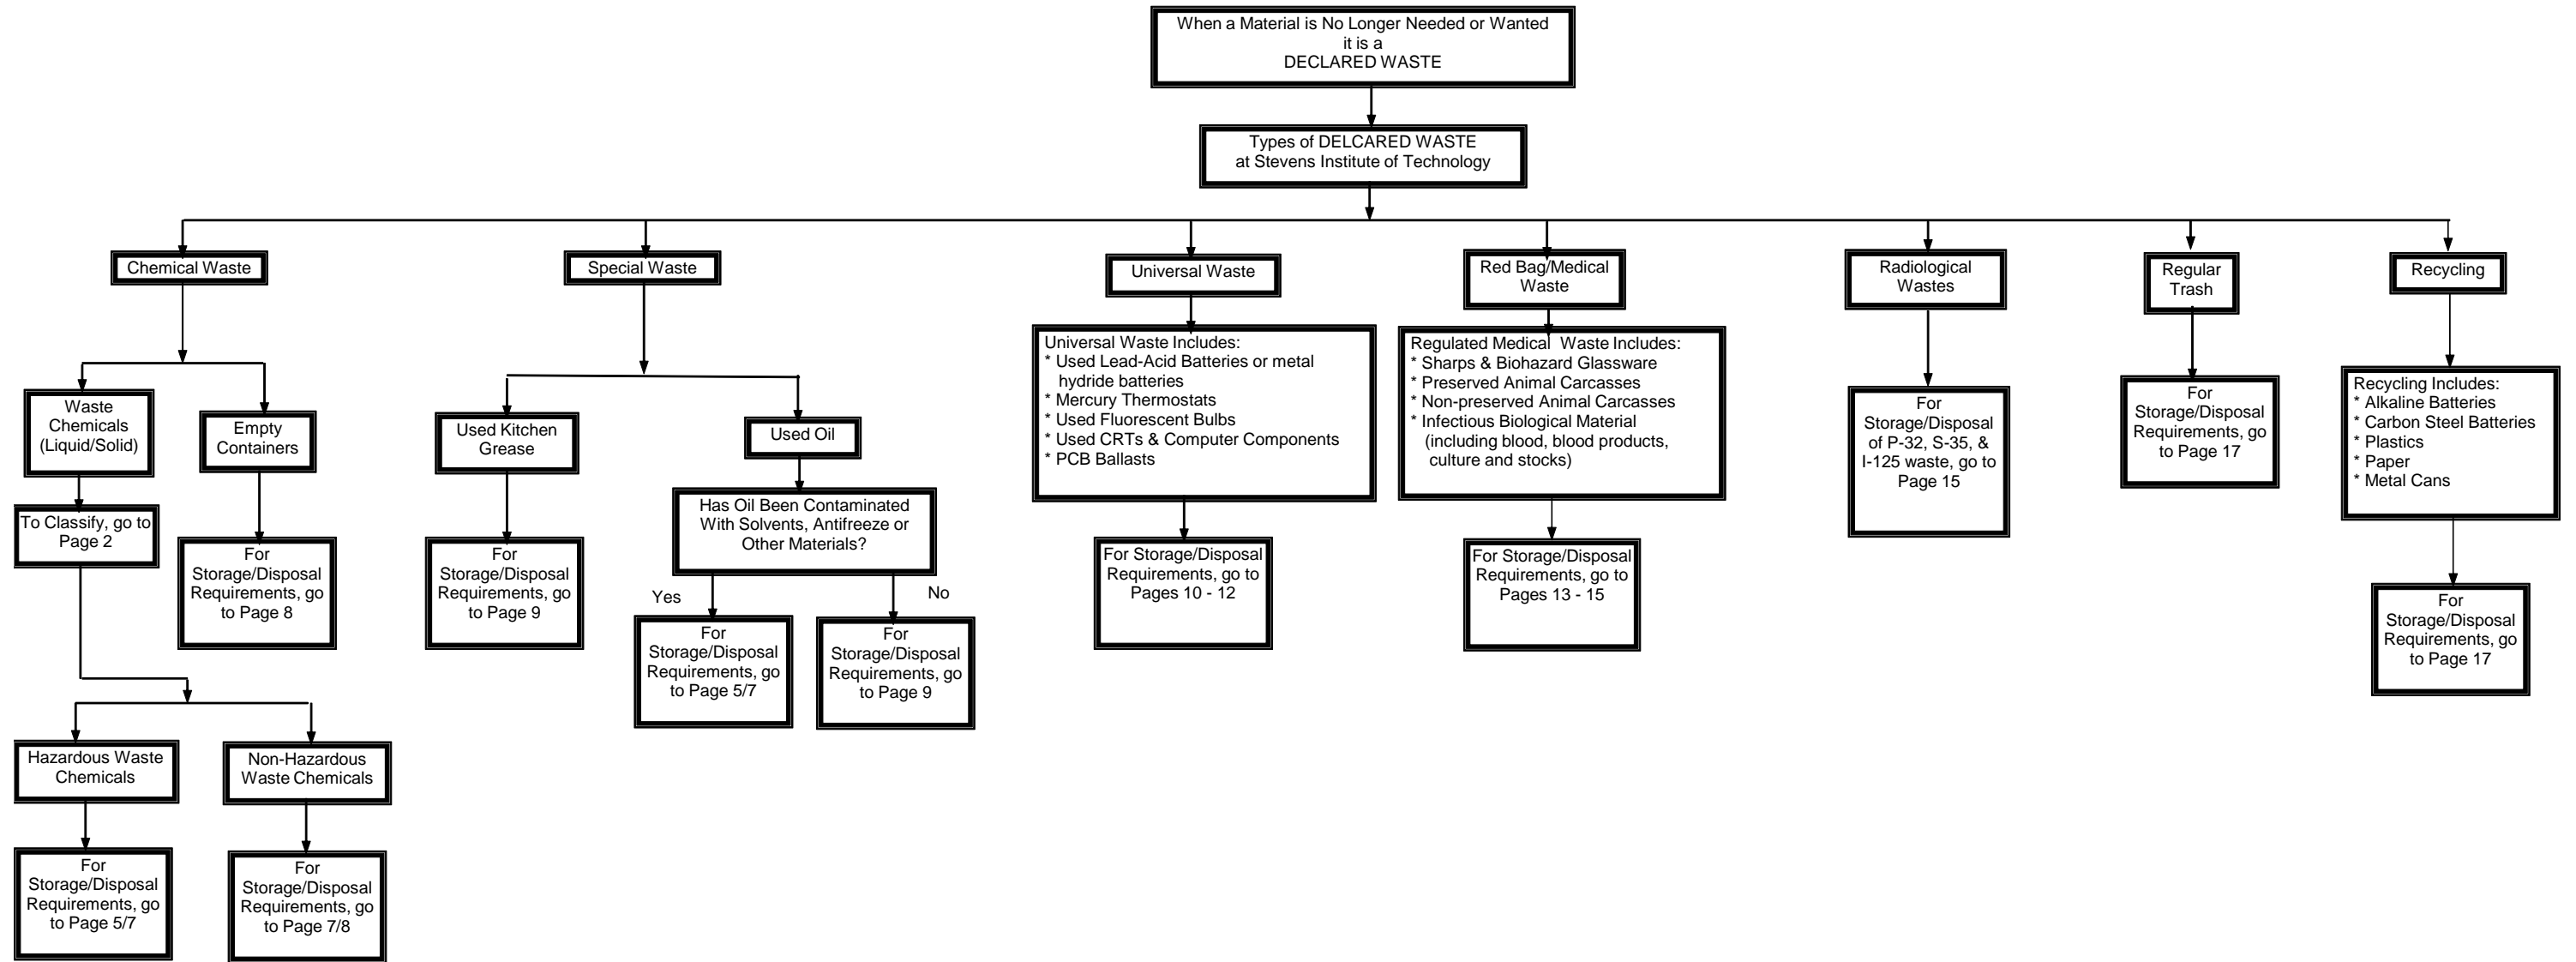 When a Material is No Longer Needed or Wanted
it is a
DECLARED WASTE
Types of DELCARED WASTE
at Stevens Institute of Technology
Chemical Waste
Special Waste
Universal Waste
Red Bag/Medical
Waste
Radiological
Wastes
Regular
Trash
Recycling
Waste
Chemicals
(Liquid/Solid)
Empty
Containers
Used Kitchen
Grease
Used Oil
Universal Waste Includes:
* Used Lead-Acid Batteries or metal
hydride batteries
* Mercury Thermostats
* Used Fluorescent Bulbs
* Used CRTs & Computer Components
* PCB Ballasts
Regulated Medical Waste Includes:
* Sharps & Biohazard Glassware
* Preserved Animal Carcasses
* Non-preserved Animal Carcasses
* Infectious Biological Material
(including blood, blood products,
culture and stocks)
For
Storage/Disposal
of P-32, S-35, &
I-125 waste, go to
Page 15
For
Storage/Disposal
Requirements, go
to Page 17
Recycling Includes:
* Alkaline Batteries
* Carbon Steel Batteries
* Plastics
* Paper
* Metal Cans
To Classify, go to
Page 2
For
Storage/Disposal
Requirements, go
to Page 8
For
Storage/Disposal
Requirements, go
to Page 9
Has Oil Been Contaminated
With Solvents, Antifreeze or
Other Materials?
Yes
No
For
Storage/Disposal
Requirements, go
to Page 5/7
For
Storage/Disposal
Requirements, go
to Page 9
For Storage/Disposal
Requirements, go to
Pages 10 - 12
For Storage/Disposal
Requirements, go to
Pages 13 - 15
For
Storage/Disposal
Requirements, go
to Page 17
Hazardous Waste
Chemicals
Non-Hazardous
Waste Chemicals
For
Storage/Disposal
Requirements, go
to Page 5/7
For
Storage/Disposal
Requirements, go
to Page 7/8